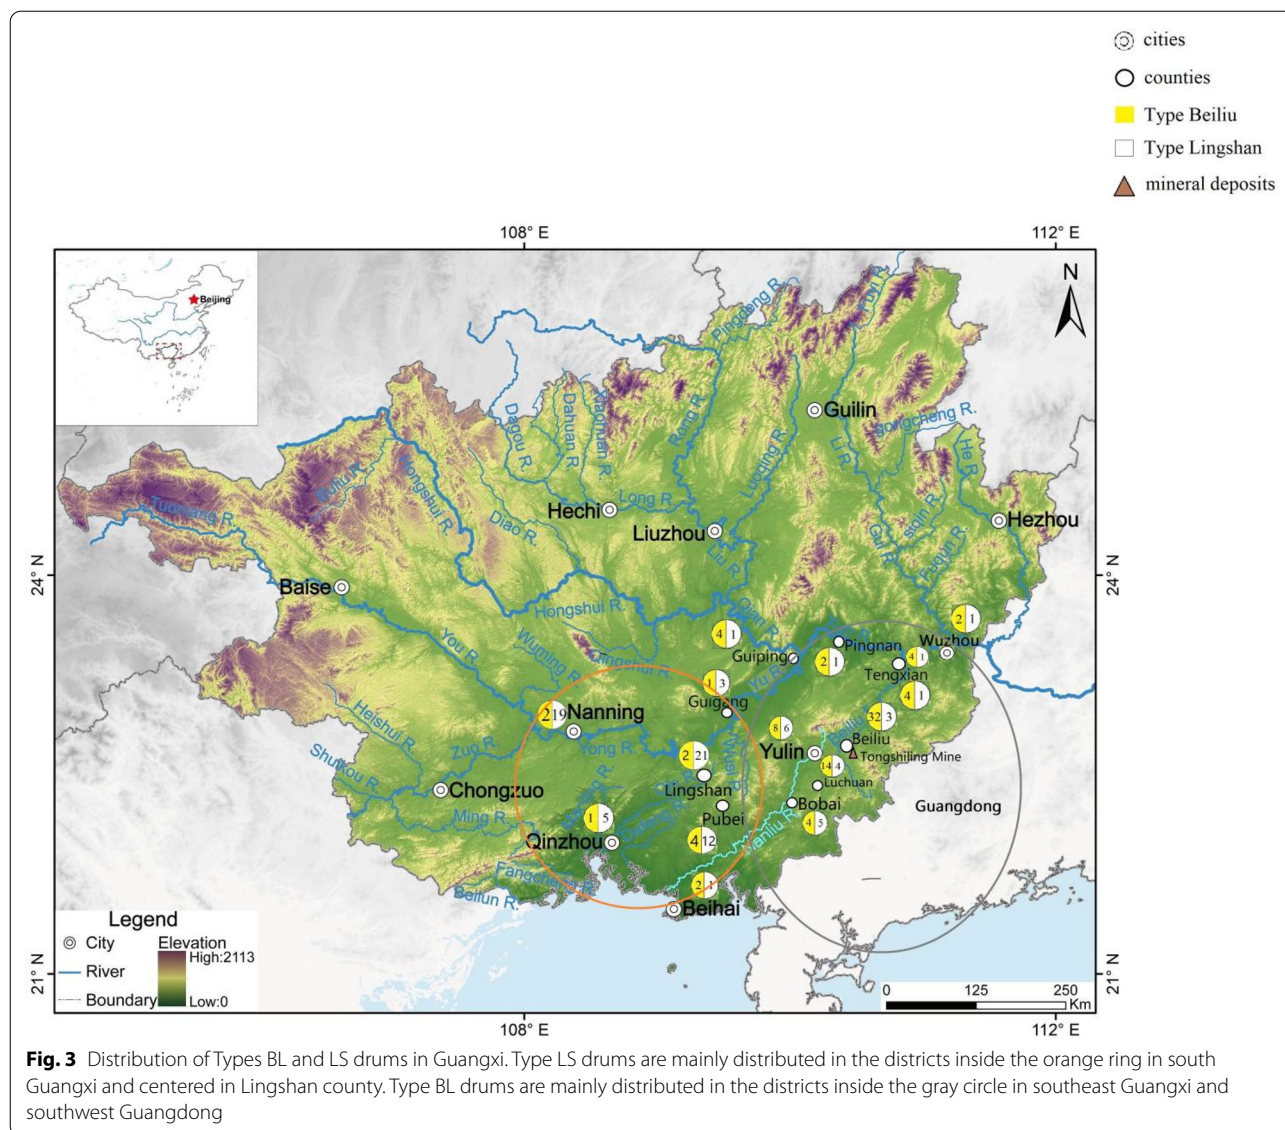 cities
counties
Type Beiliu
Type Lingshan
mineral deposits
108° E
112° E
Beijing
N
Pingdeng R.
Fuyi R.
Guilin
gongcheng R.
Rong R.
Dagou R.
Dahuan R.
Xiaohuan R.
Luoqing R.
Li R.
He R.
Buliu R.
Hongshui R.
Tuoniang R.
Hechi
Long R.
Diao R.
Liuzhou
Liu R.
siqin R.
Fuqun R.
Gui R.
Hezhou
24° N
24° N
Baise
Hongshui R.
Qian R.
You R.
Wuming R.
Qingshui R.
4 1
Guiping
Pingnan
2 1
Wuzhou
2 1
4 1
Tengxian
Yu R.
1 3
Guigang
4 1
Heishui R.
2 19
Nanning
8 6
32 3
Beiliu R.
Beiliu
Zuo R.
Yong R.
2 21
Wusi R.
Yulin
Tongshiling Mine
14 4
Luchuan
Shuikou R.
Chongzuo
Lingshan
Pubei
Bobai
Guangdong
Ming R.
1 5
4 5
Qinzhou
4 12
Nanliu R.
Fangcheng R.
2 1
Beilun R.
Beihai
Legend
City
River
Boundary
Elevation
High:2113
Low:0
21° N
21° N
0 125 250
Km
108° E
112° E
Fig. 3 Distribution of Types BL and LS drums in Guangxi. Type LS drums are mainly distributed in the districts inside the orange ring in south
Guangxi and centered in Lingshan county. Type BL drums are mainly distributed in the districts inside the gray circle in southeast Guangxi and
southwest Guangdong